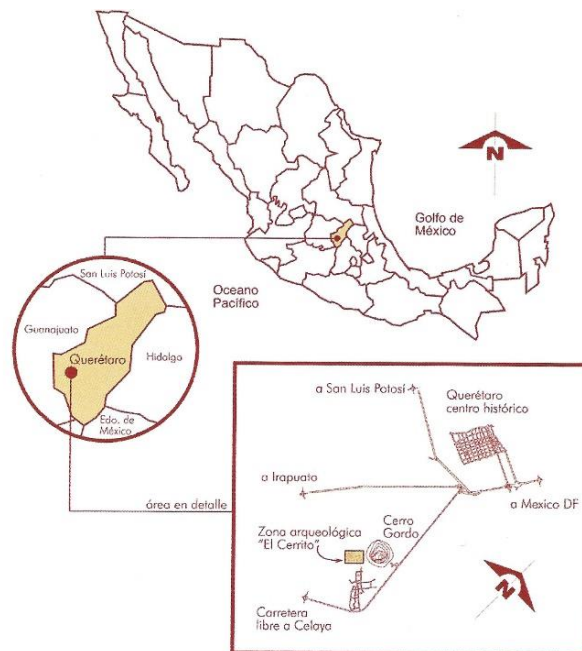 N
Golfo de
México
Oceano
Pacífico
San Luis Potosí
Guanajuato
Querétaro
Hidalgo
Edo. de
México
área en detalle
a San Luis Potosí
Querétaro
centro histórico
a Irapuato
a Mexico DF
Cerro
Gordo
Zona arqueológica
"El Cerrito"
Carretera
libre a Celaya
N